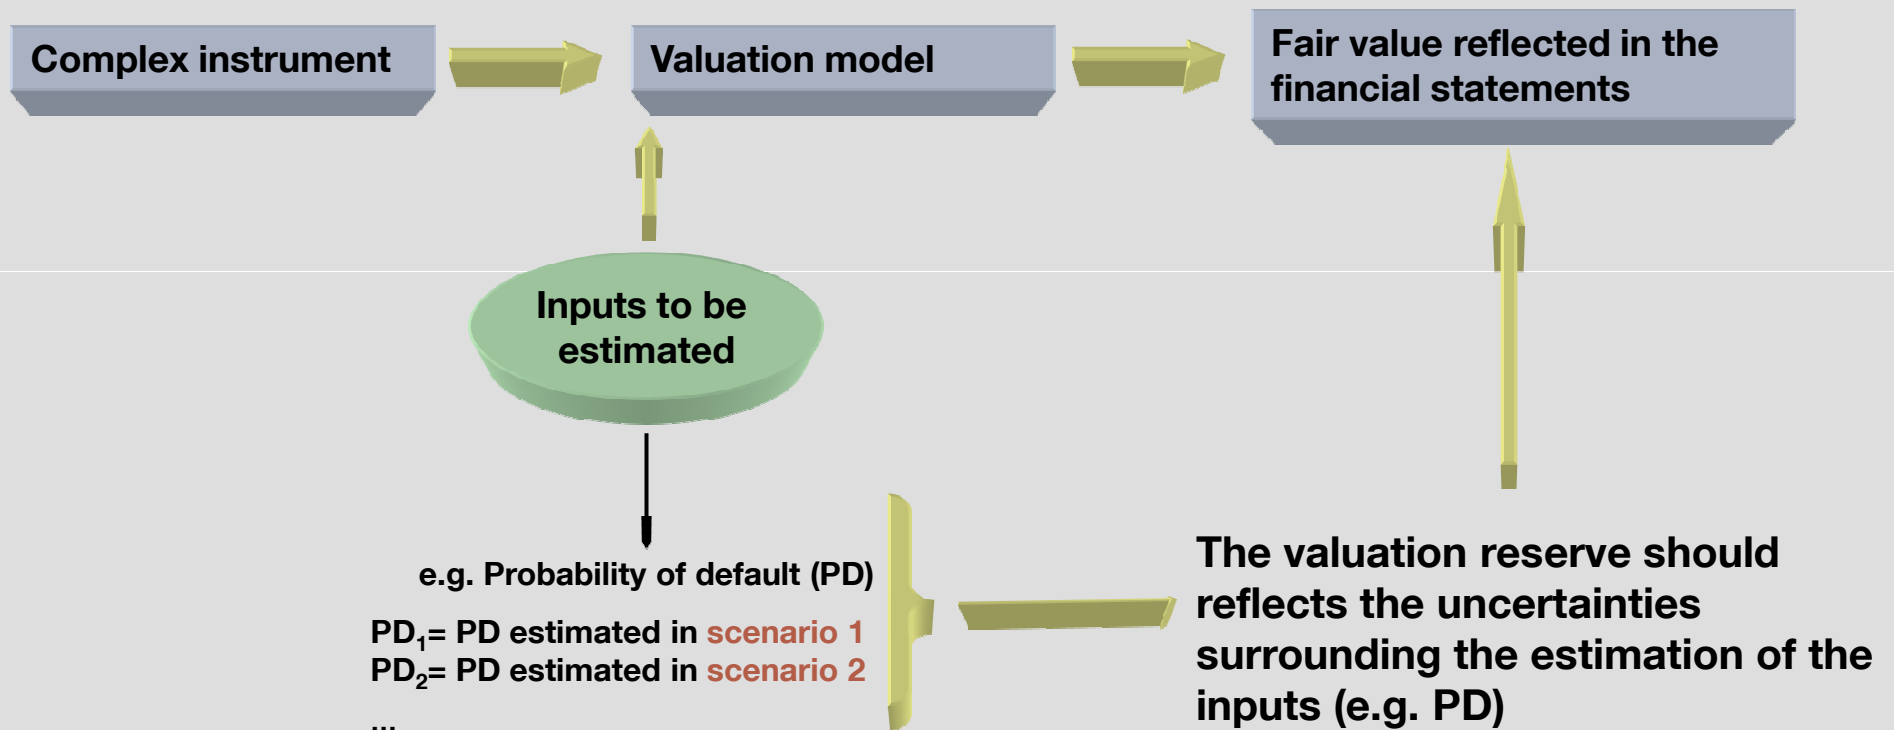 Complex instrument
Valuation model
Fair value reflected in the
financial statements
Inputs to be
estimated
e.g. Probability of default (PD)
PD₁= PD estimated in scenario 1
PD₂= PD estimated in scenario 2
...
The valuation reserve should
reflects the uncertainties
surrounding the estimation of the
inputs (e.g. PD)